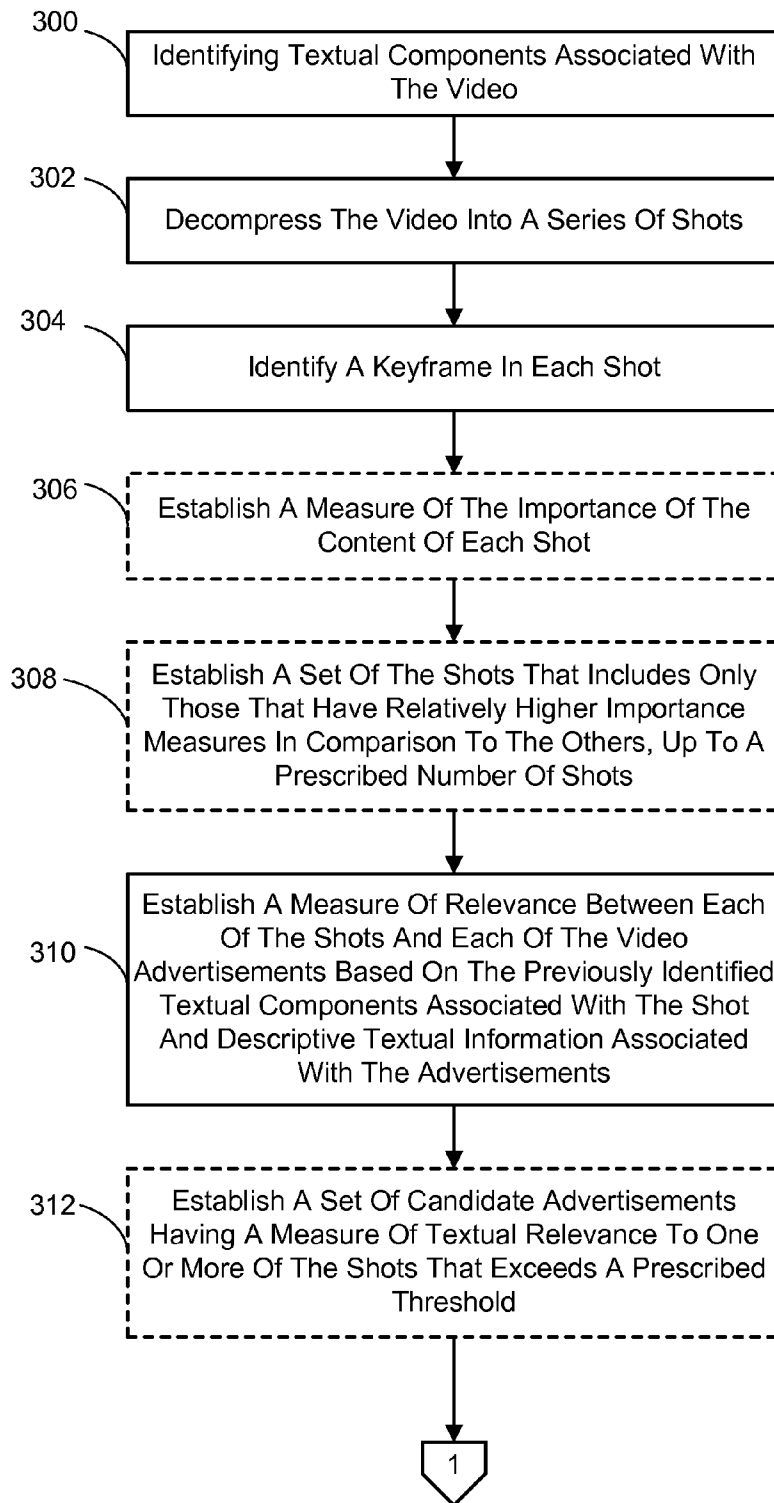 300
Identifying Textual Components Associated With
The Video
302
Decompress The Video Into A Series Of Shots
304
Identify A Keyframe In Each Shot
306
Establish A Measure Of The Importance Of The
Content Of Each Shot
308
Establish A Set Of The Shots That Includes Only
Those That Have Relatively Higher Importance
Measures In Comparison To The Others, Up To A
Prescribed Number Of Shots
310
Establish A Measure Of Relevance Between Each
Of The Shots And Each Of The Video
Advertisements Based On The Previously Identified
Textual Components Associated With The Shot
And Descriptive Textual Information Associated
With The Advertisements
312
Establish A Set Of Candidate Advertisements
Having A Measure Of Textual Relevance To One
Or More Of The Shots That Exceeds A Prescribed
Threshold
1